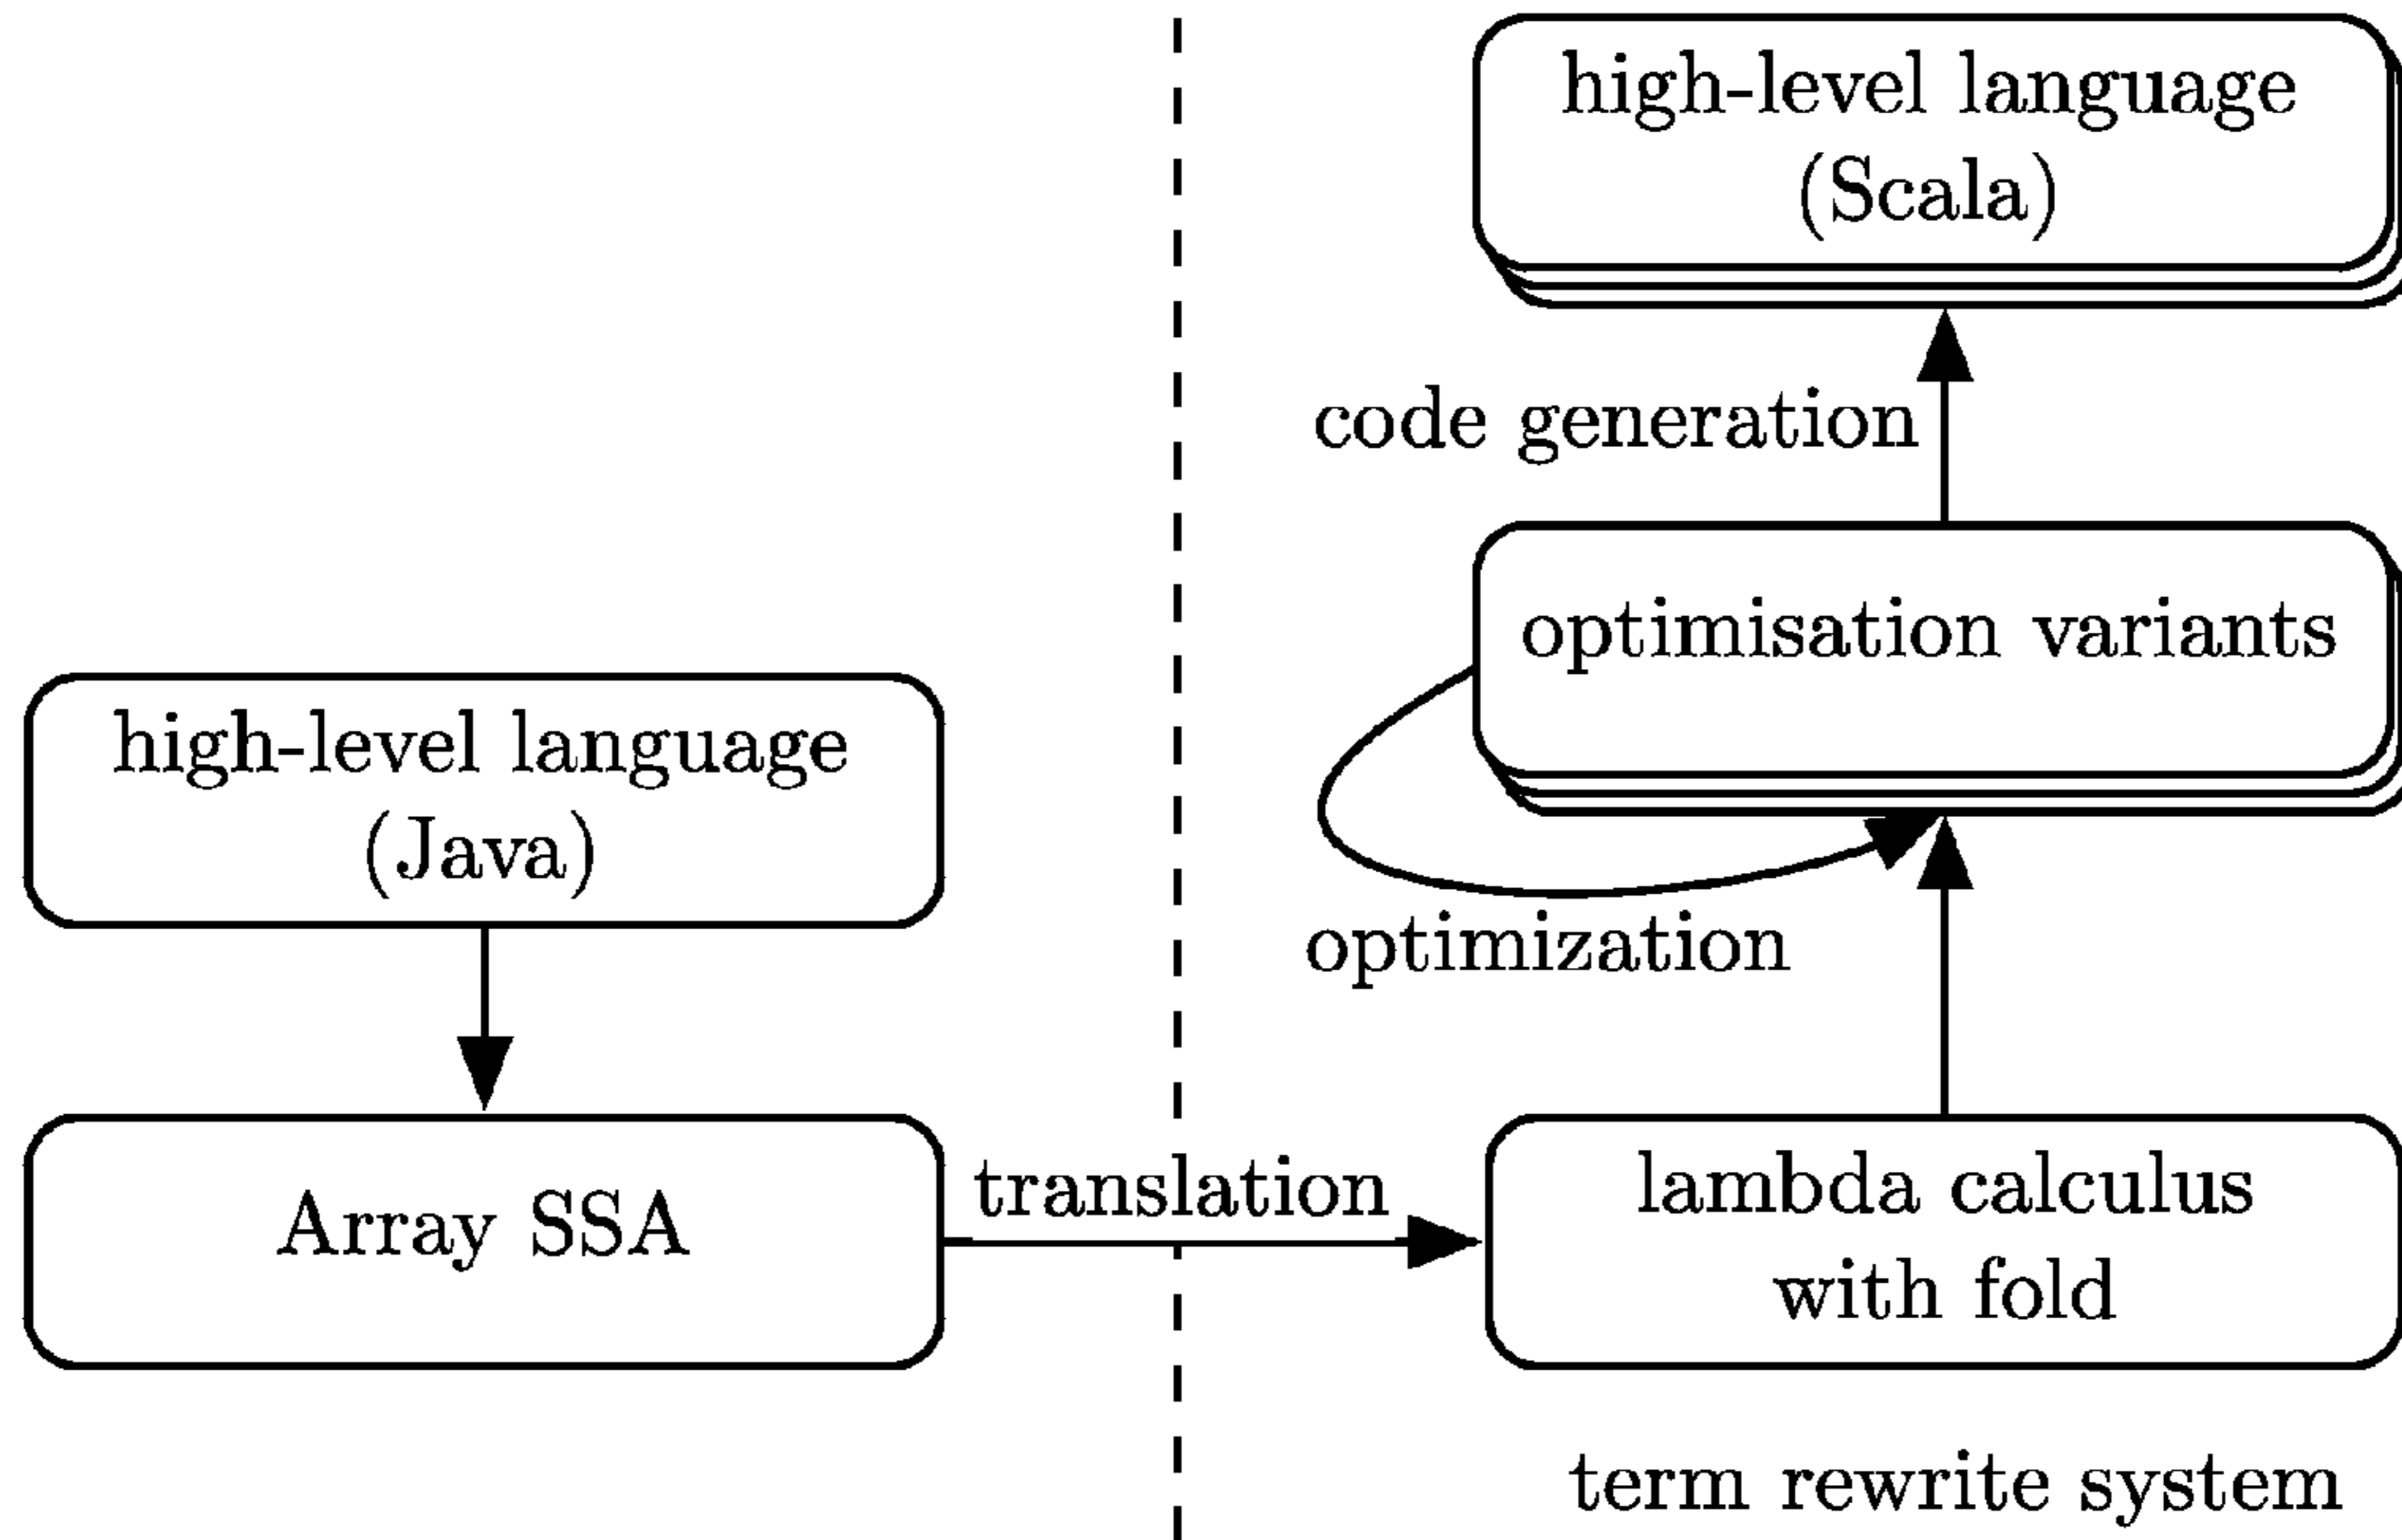 high-level language
(Scala)
code generation
optimisation variants
high-level language
(Java)
optimization
Array SSA
translation
lambda calculus
with fold
term rewrite system